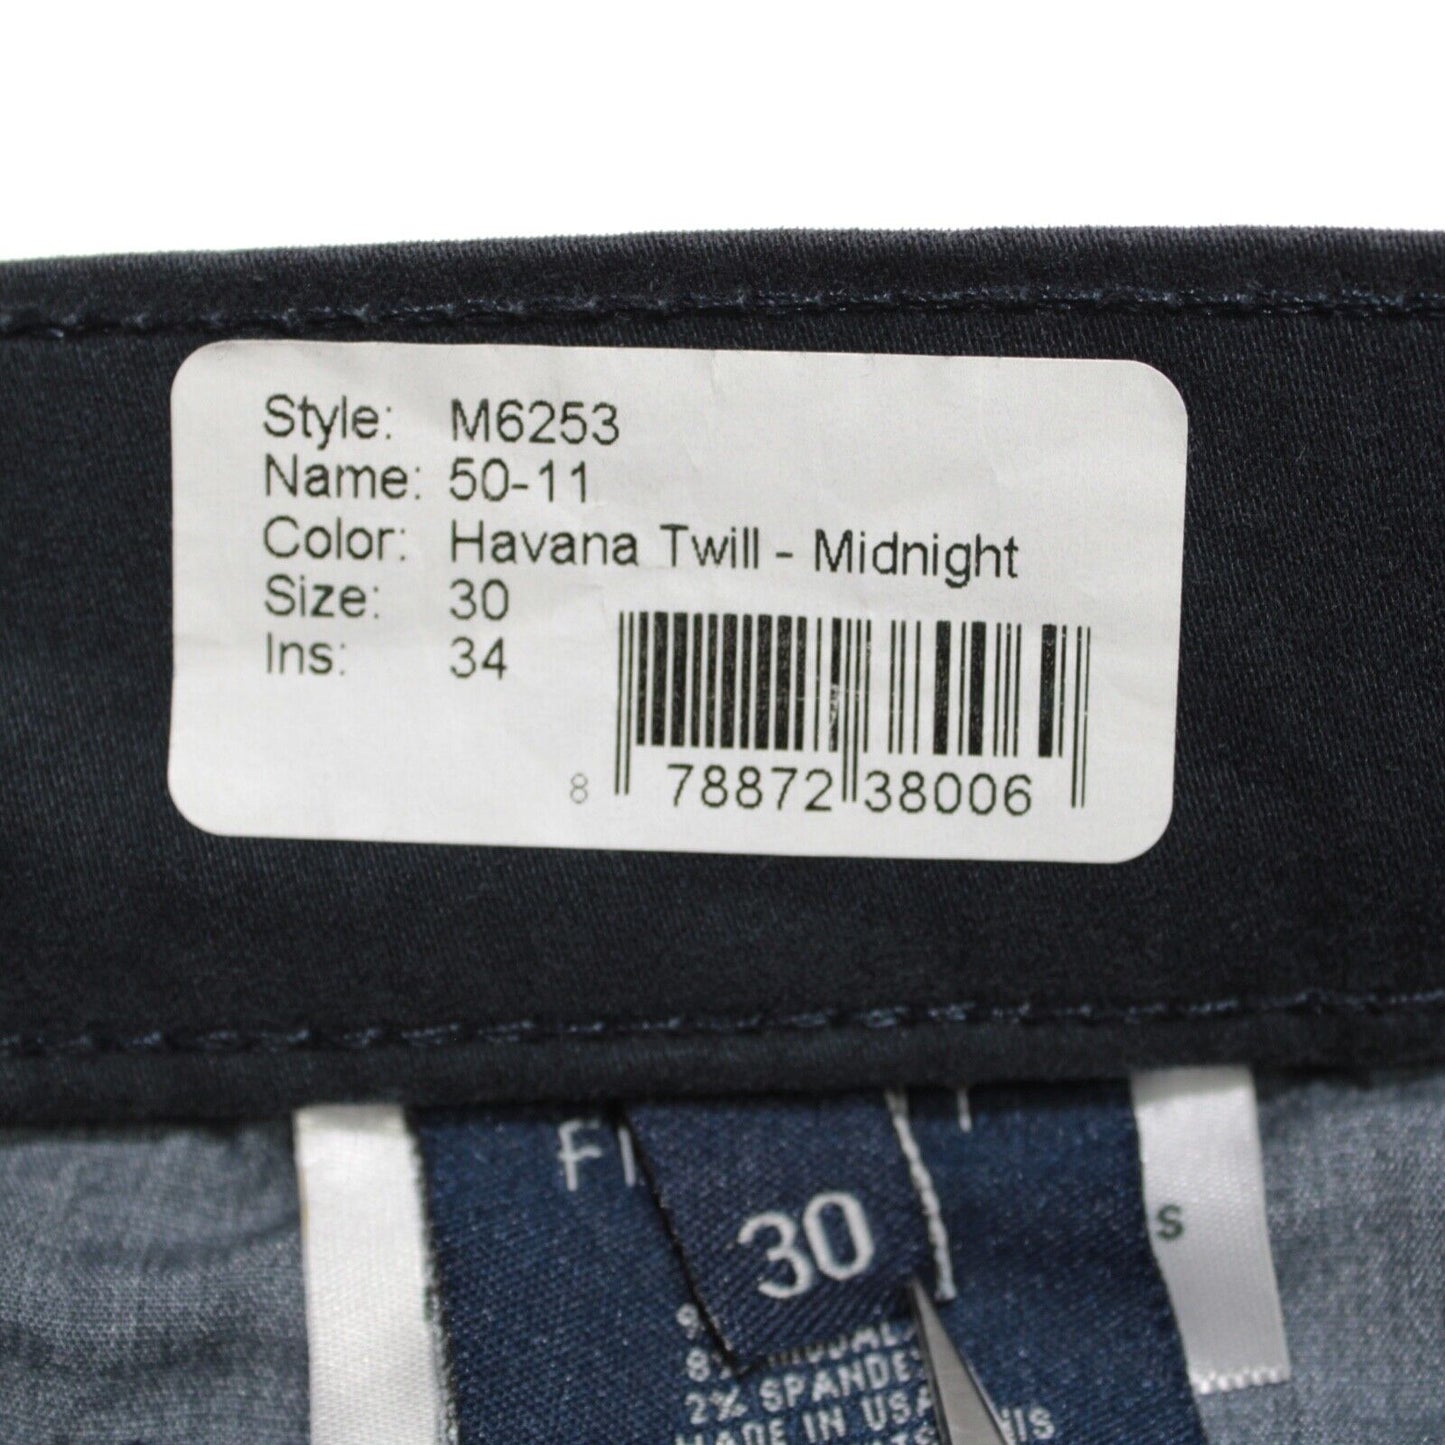 Style: M6253
Name: 50-11
Color: Havana Twill - Midnight
Size: 30
Ins: 34
8 78872 38006
30
S
2% SPANDE
MADE IN USA